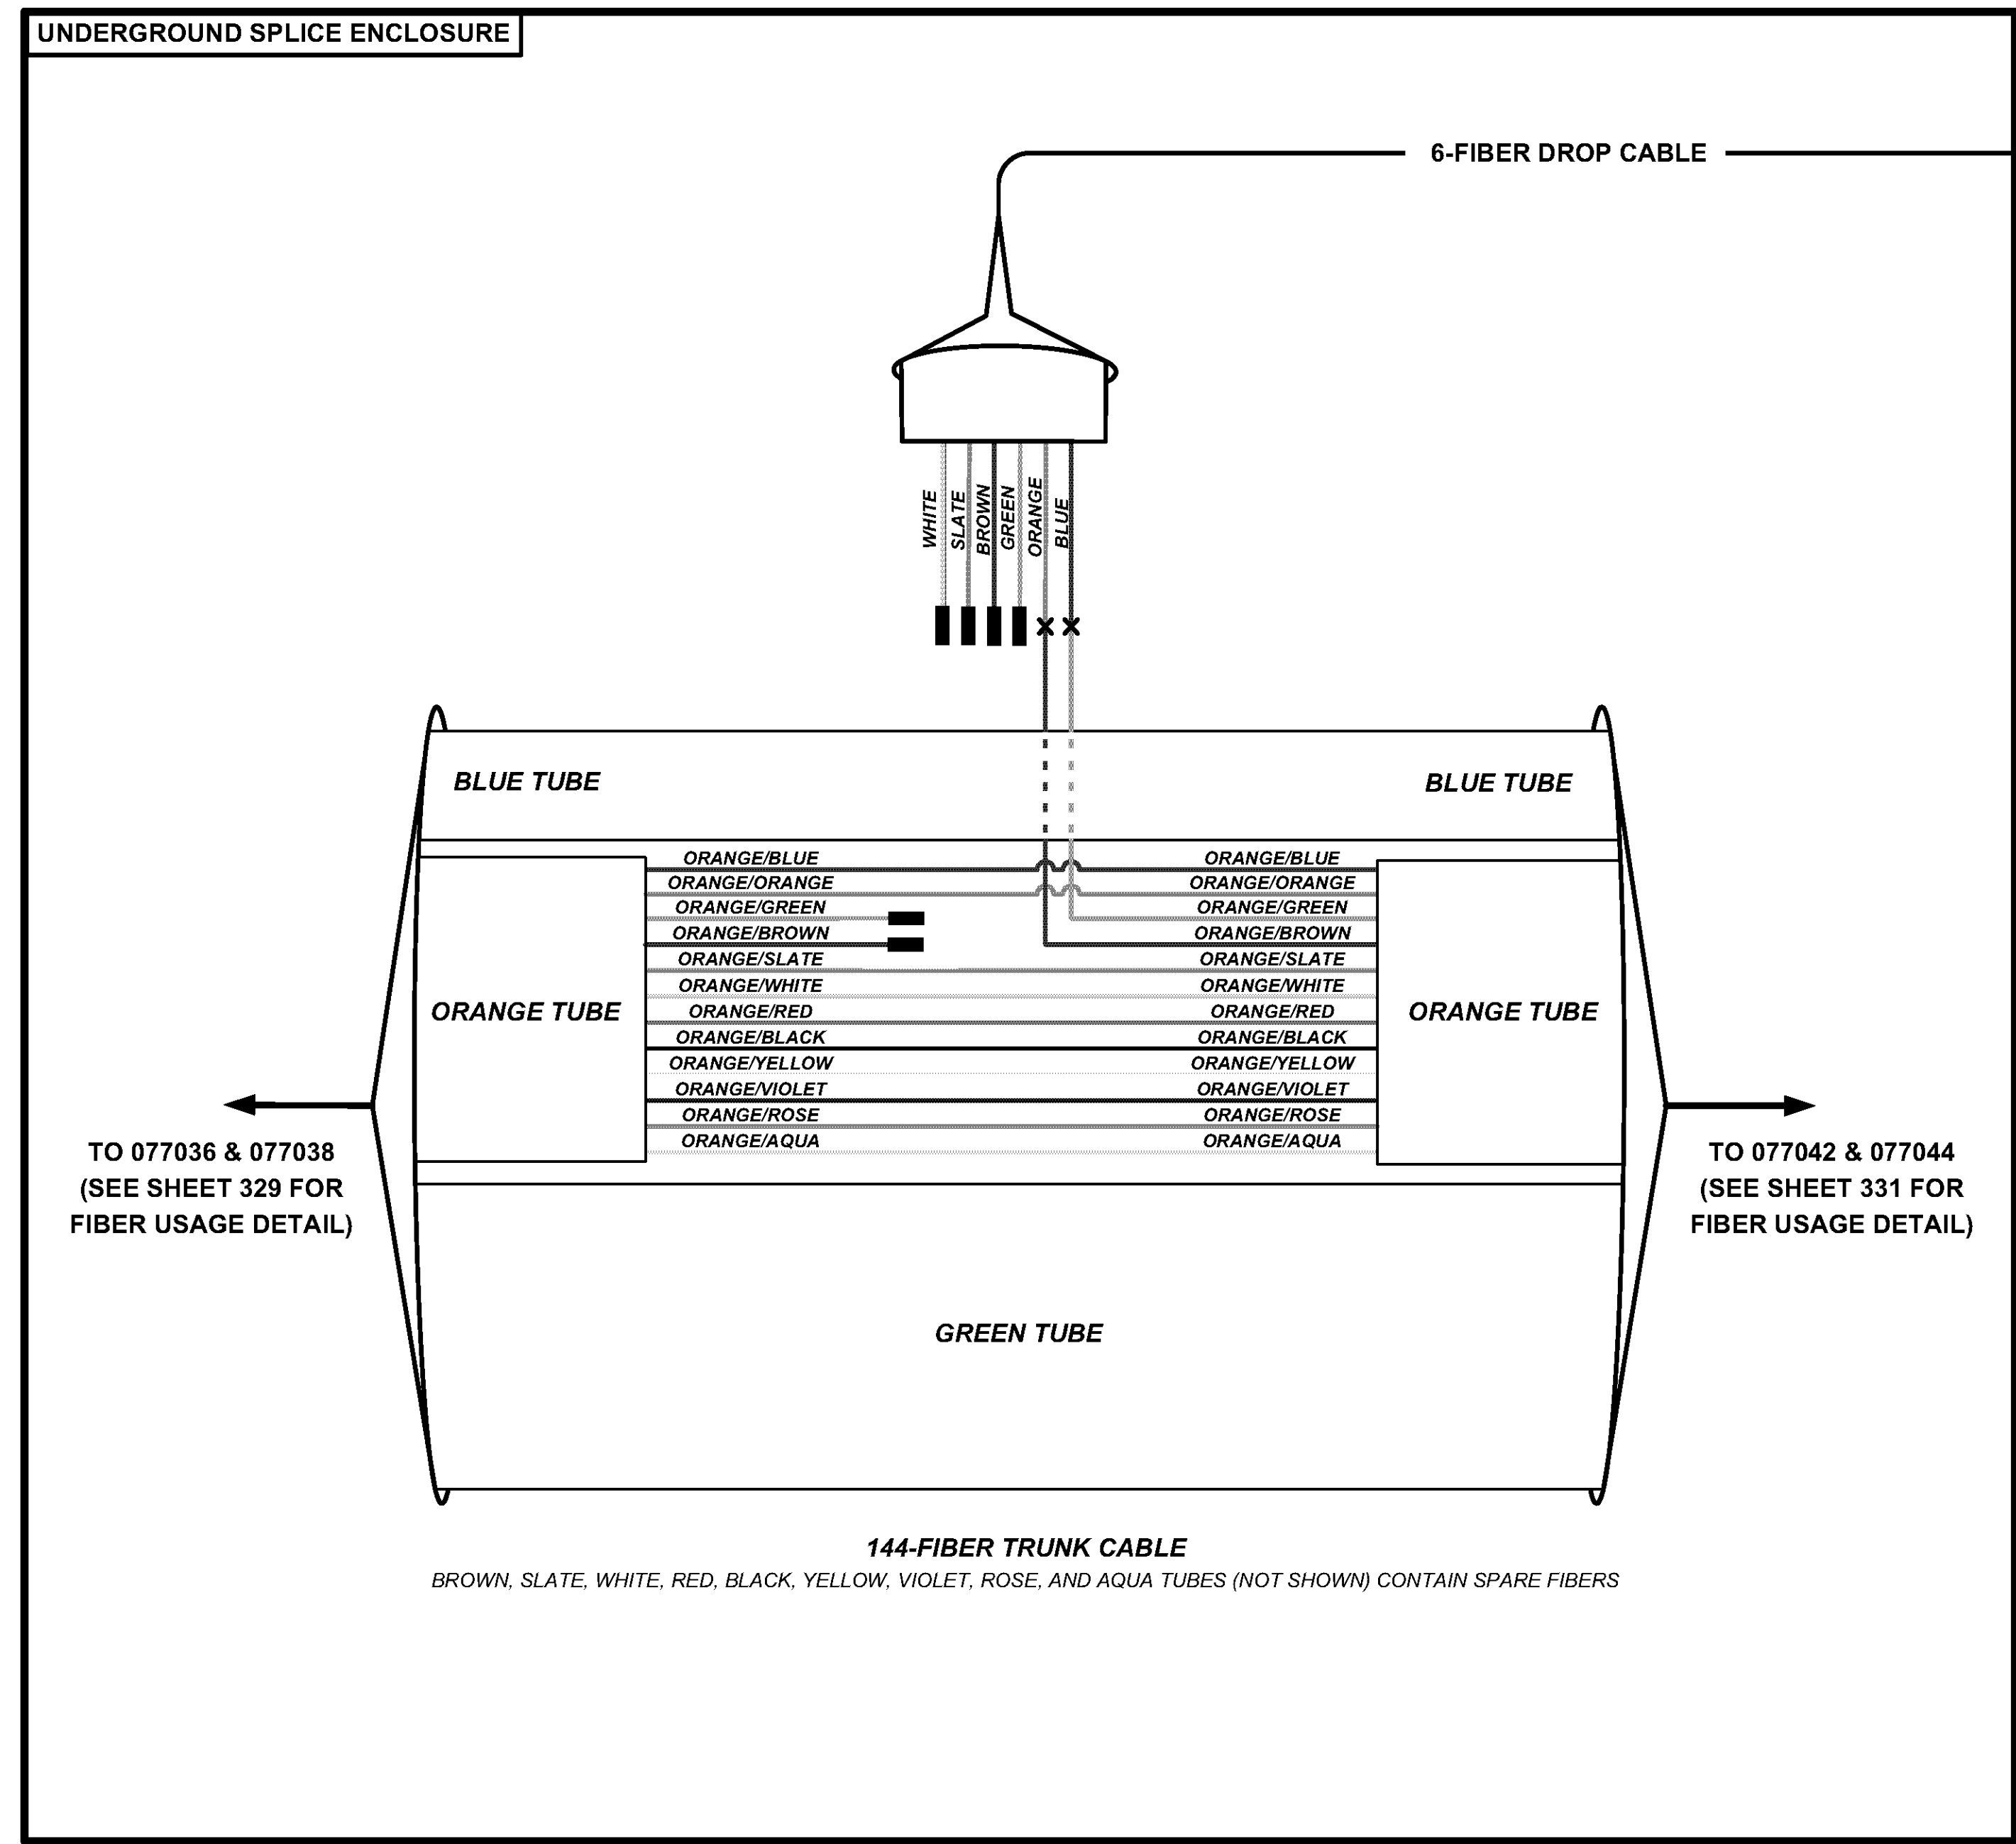 UNDERGROUND SPLICE ENCLOSURE
6-FIBER DROP CABLE
WHITE
SLATE
BROWN
GREEN
ORANGE
BLUE
BLUE TUBE
BLUE TUBE
ORANGE/BLUE
ORANGE/BLUE
ORANGE/ORANGE
ORANGE/ORANGE
ORANGE/GREEN
ORANGE/GREEN
ORANGE/BROWN
ORANGE/BROWN
ORANGE/SLATE
ORANGE/SLATE
ORANGE/WHITE
ORANGE/WHITE
ORANGE TUBE
ORANGE/RED
ORANGE/RED
ORANGE TUBE
ORANGE/BLACK
ORANGE/BLACK
ORANGE/YELLOW
ORANGE/YELLOW
ORANGE/VIOLET
ORANGE/VIOLET
ORANGE/ROSE
ORANGE/ROSE
ORANGE/AQUA
ORANGE/AQUA
TO 077036 & 077038
(SEE SHEET 329 FOR
FIBER USAGE DETAIL)
TO 077042 & 077044
(SEE SHEET 331 FOR
FIBER USAGE DETAIL)
GREEN TUBE
144-FIBER TRUNK CABLE
BROWN, SLATE, WHITE, RED, BLACK, YELLOW, VIOLET, ROSE, AND AQUA TUBES (NOT SHOWN) CONTAIN SPARE FIBERS